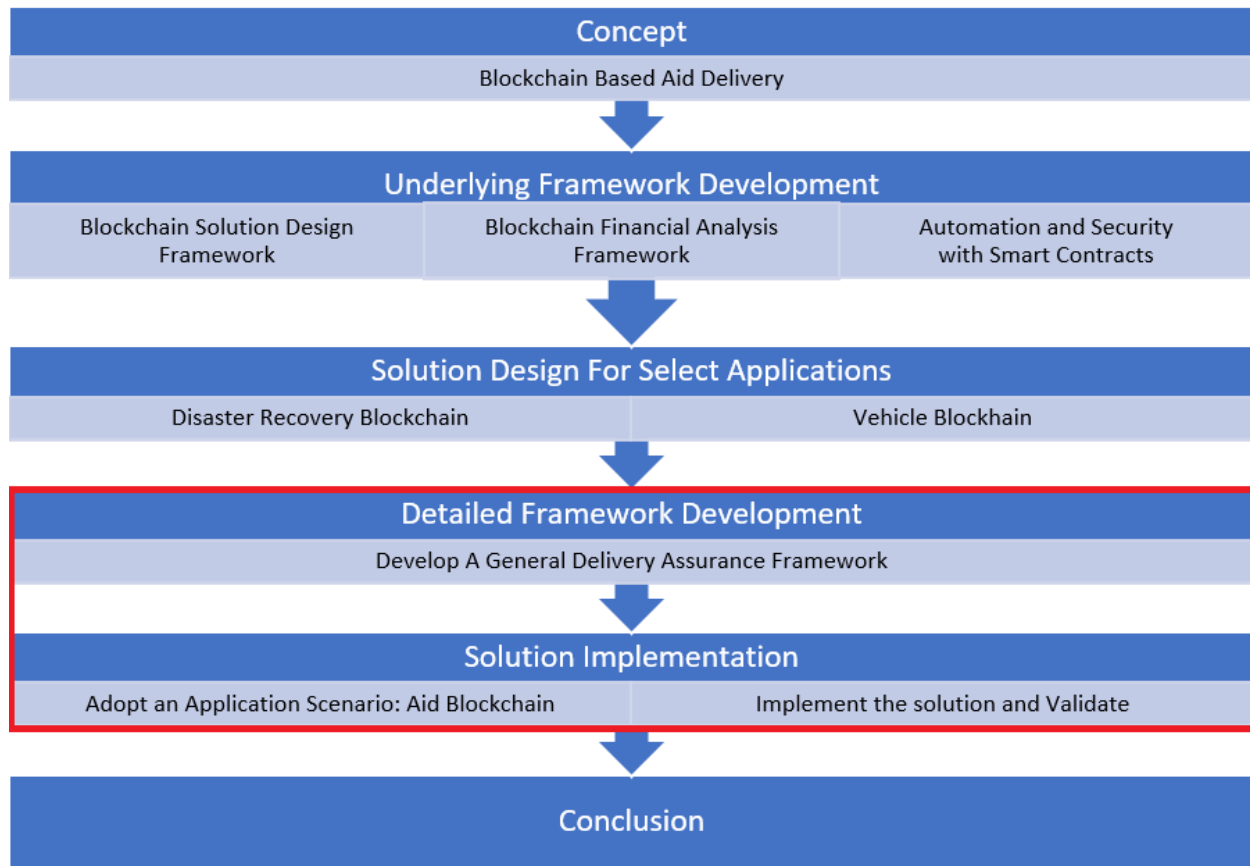 Concept
Blockchain Based Aid Delivery
Underlying Framework Development
Blockchain Solution Design
Framework
Blockchain Financial Analysis
Framework
Automation and Security
with Smart Contracts
Solution Design For Select Applications
Disaster Recovery Blockchain
Vehicle Blockhain
Detailed Framework Development
Develop A General Delivery Assurance Framework
Solution Implementation
Adopt an Application Scenario: Aid Blockchain
Implement the solution and Validate
Conclusion